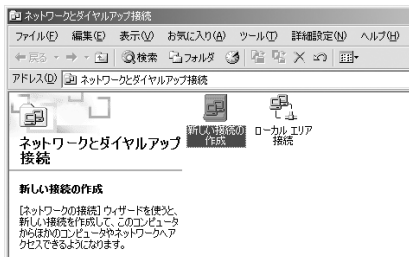 ネットワークとダイヤルアップ接続
ファイル(F) 編集(E) 表示(V) お気に入り(A) ツール(T) 詳細設定(N) ヘルプ(H)
戻る 検索 フォルダ
アドレス(D) ネットワークとダイヤルアップ接続
ネットワークとダイヤルアップ
接続
新しい接続の
作成
ローカル エリア
接続
新しい接続の作成
[ネットワークの接続] ウィザードを使うと、
新しい接続を作成して、このコンピュータ
からほかのコンピュータやネットワークへア
クセスできるようになります。